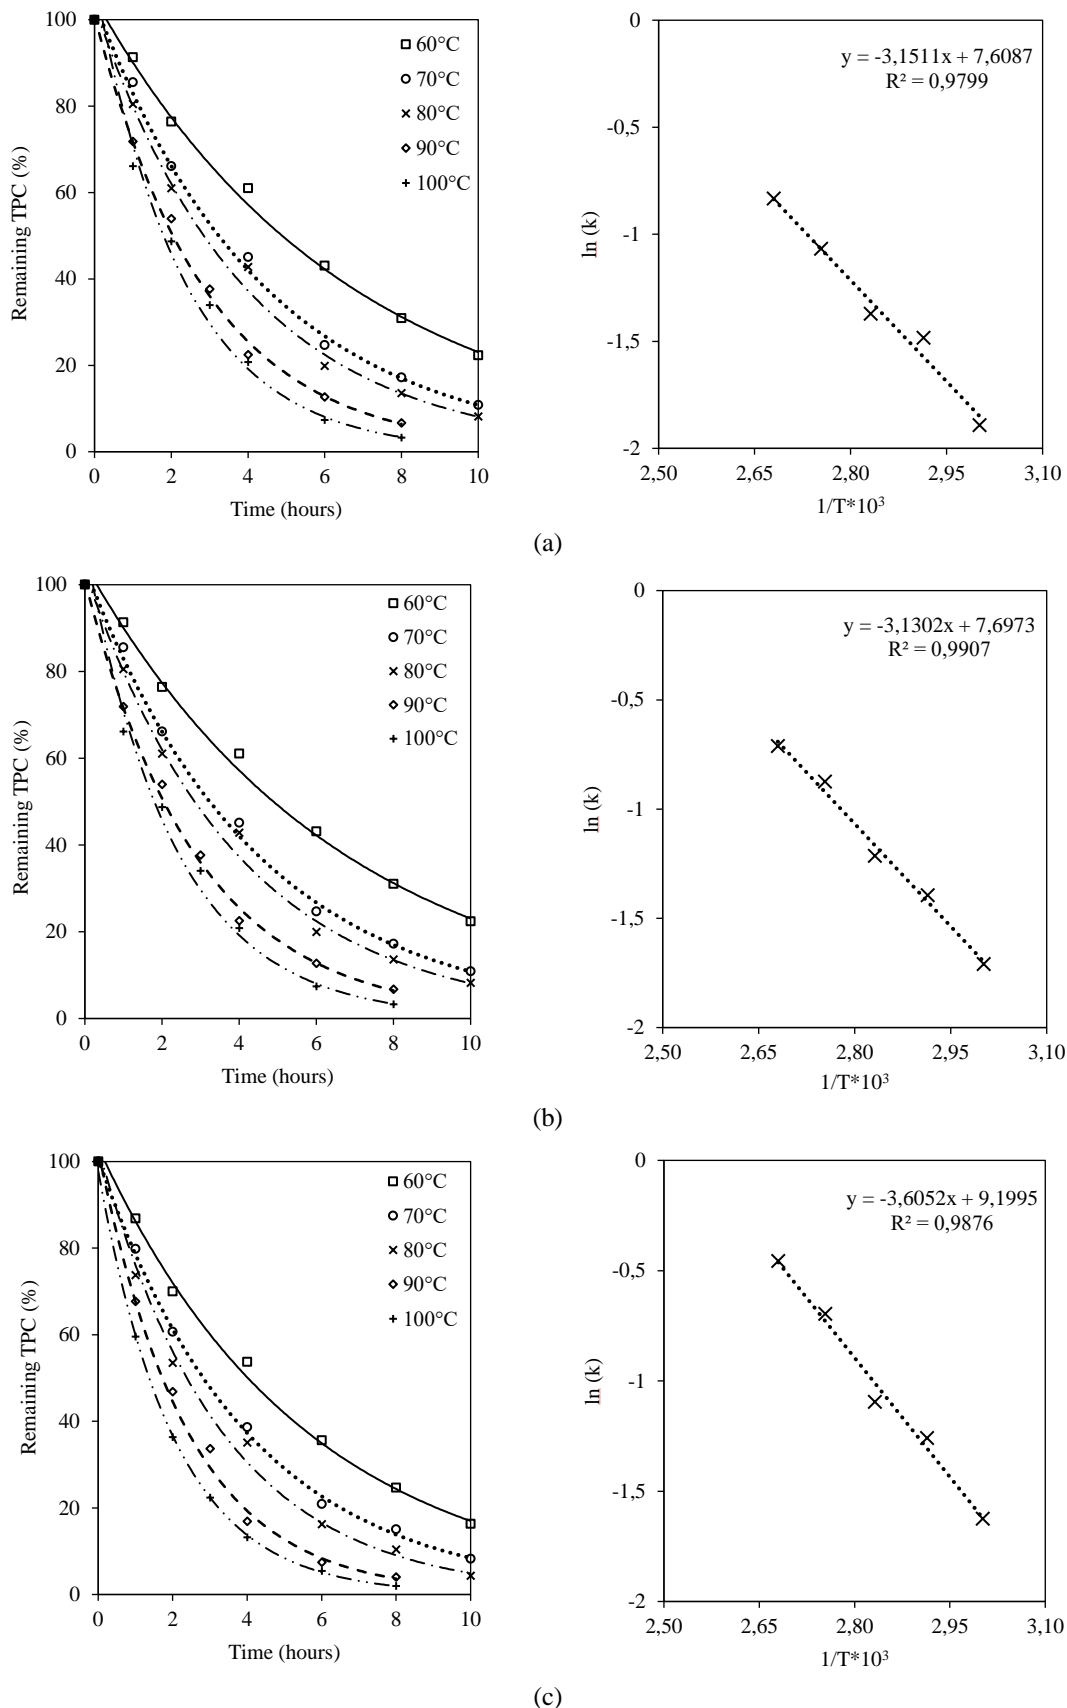 100
80
60
40
20
0
Remaining TPC (%)
0
2
4
6
8
10
Time (hours)
60°C
70°C
80°C
90°C
100°C
0
-0,5
-1
-1,5
-2
ln (k)
y = -3,1511x + 7,6087
R² = 0,9799
2,50
2,65
2,80
2,95
3,10
1/T*10³
(a)
100
80
60
40
20
0
Remaining TPC (%)
0
2
4
6
8
10
Time (hours)
60°C
70°C
80°C
90°C
100°C
0
-0,5
-1
-1,5
-2
ln (k)
y = -3,1302x + 7,6973
R² = 0,9907
2,50
2,65
2,80
2,95
3,10
1/T*10³
(b)
100
80
60
40
20
0
Remaining TPC (%)
0
2
4
6
8
10
Time (hours)
60°C
70°C
80°C
90°C
100°C
0
-0,5
-1
-1,5
-2
ln (k)
y = -3,6052x + 9,1995
R² = 0,9876
2,50
2,65
2,80
2,95
3,10
1/T*10³
(c)